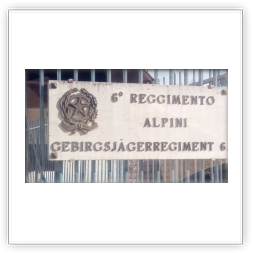 6° REGGIMENTO
ALPINI
GEBIRGSJÄGERREGIMENT 6